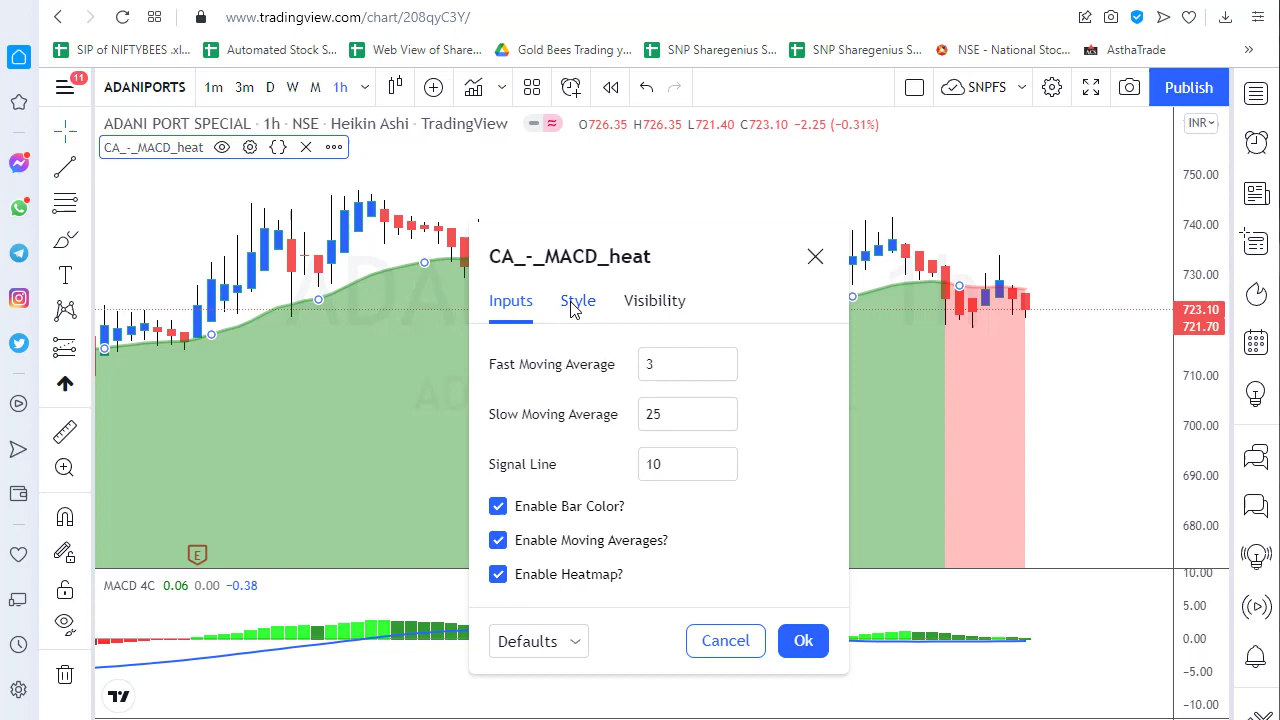 www.tradingview.com/chart/208qyC3Y/
SIP of NIFTYBEES .xl... Automated Stock S... Web View of Share... Gold Bees Trading y... SNP Sharegenius S... SNP Sharegenius S... NSE - National Stoc... ACS AsthaTrade »
11 ADANIPORTS 1m 3m D W M 1h SNPFS Publish
ADANI PORT SPECIAL · 1h · NSE · Heikin Ashi · TradingView O726.35 H726.35 L721.40 C723.10 −2.25 (−0.31%) INR
CA_-_MACD_heat
750.00
740.00
730.00
723.10
721.70
710.00
700.00
690.00
680.00
CA_-_MACD_heat
Inputs Style Visibility
Fast Moving Average 3
Slow Moving Average 25
Signal Line 10
Enable Bar Color?
Enable Moving Averages?
Enable Heatmap?
Defaults Cancel Ok
E
MACD 4C 0.06 0.00 −0.38
10.00
5.00
0.00
−5.00
−10.00